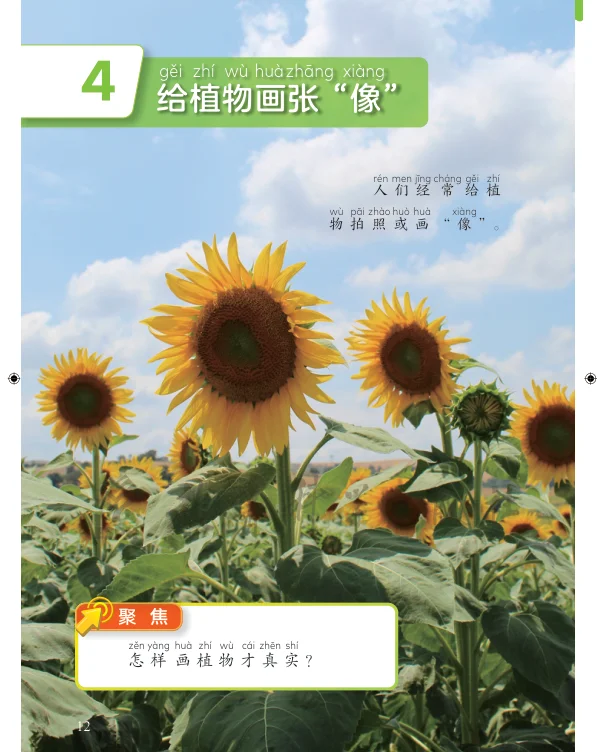 4
gěi zhí wù huà zhāng xiàng
给植物画张“像”
rén men jīng cháng gěi zhí
人们经常给植
wù pāi zhào huò huà xiàng
物拍照或画“像”。
聚焦
zěn yàng huà zhí wù cái zhēn shí
怎样画植物才真实？
12